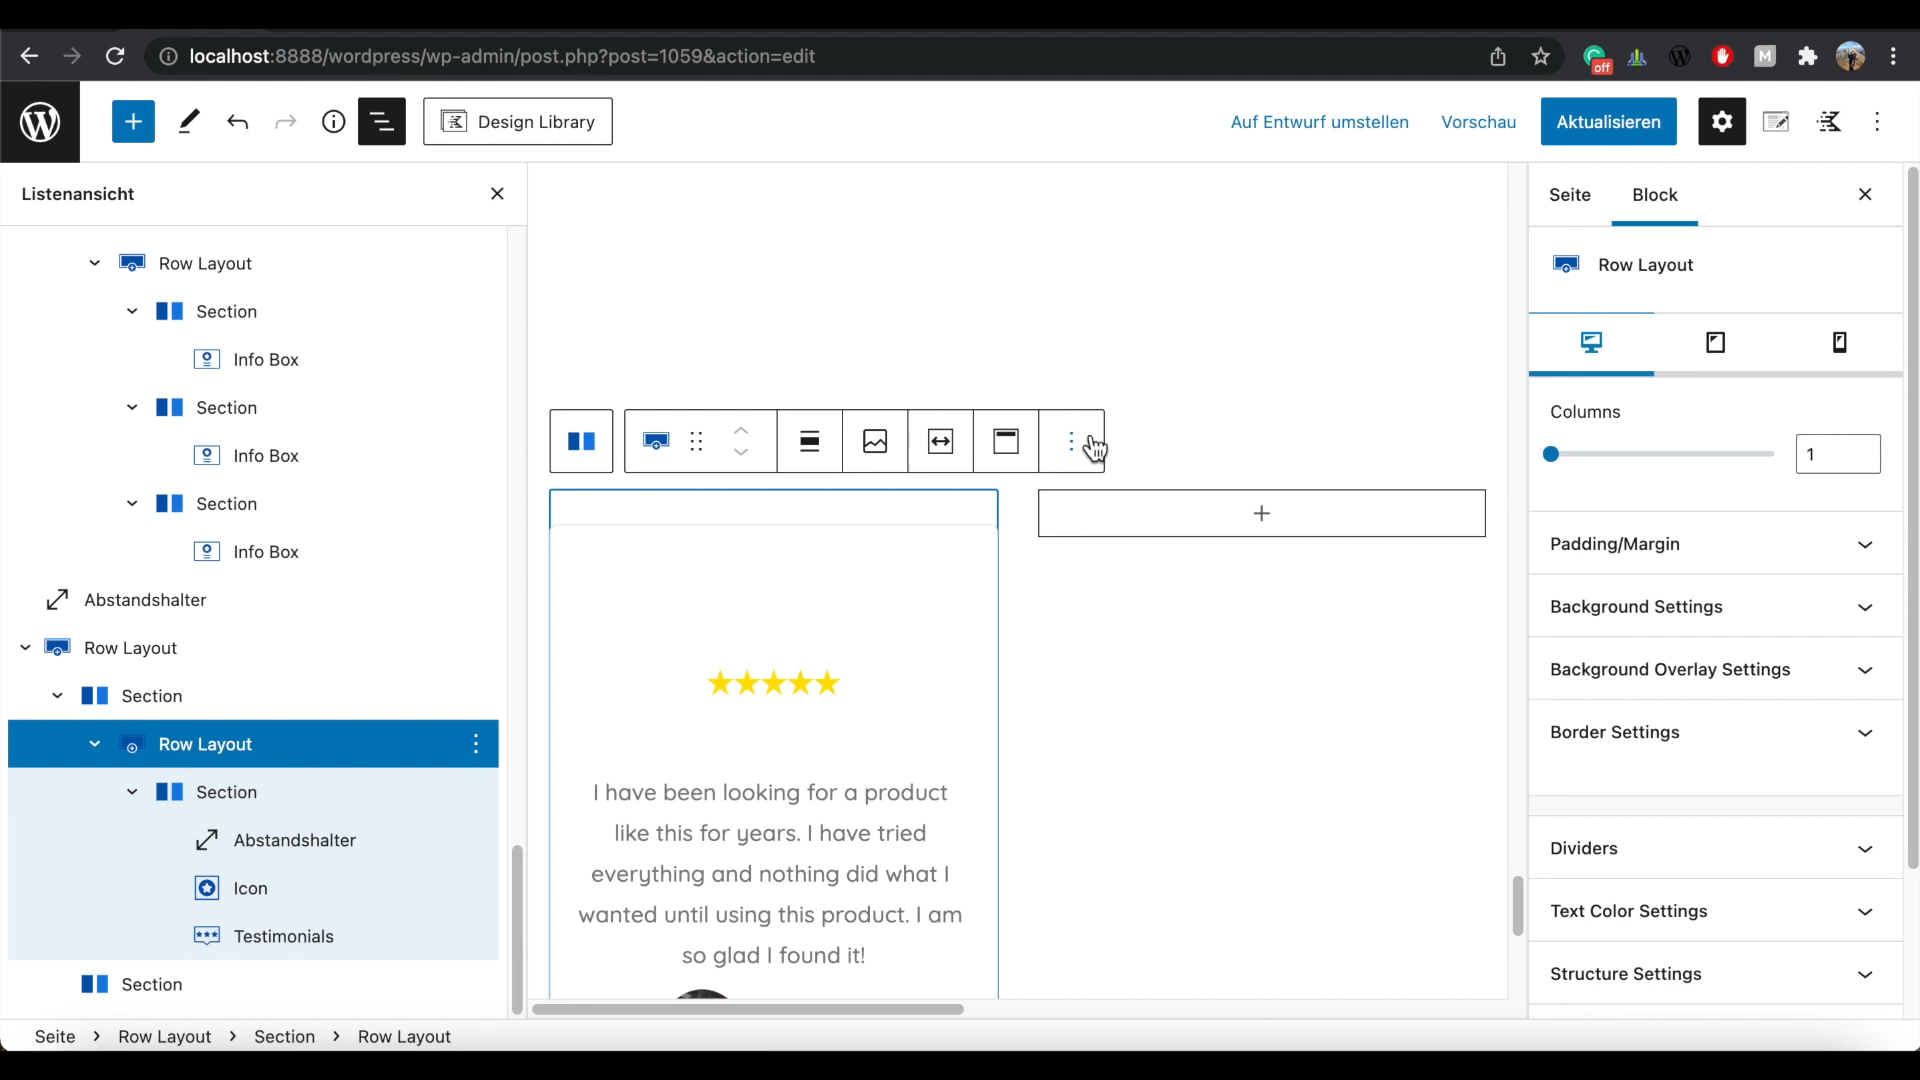 localhost:8888/wordpress/wp-admin/post.php?post=1059&action=edit
off
M
Design Library
Auf Entwurf umstellen
Vorschau
Aktualisieren
Listenansicht
Row Layout
Section
Info Box
Section
Info Box
Section
Info Box
Abstandshalter
Row Layout
Section
Row Layout
Section
Abstandshalter
Icon
Testimonials
Section
I have been looking for a product
like this for years. I have tried
everything and nothing did what I
wanted until using this product. I am
so glad I found it!
Seite
Block
Row Layout
Columns
1
Padding/Margin
Background Settings
Background Overlay Settings
Border Settings
Dividers
Text Color Settings
Structure Settings
Seite > Row Layout > Section > Row Layout